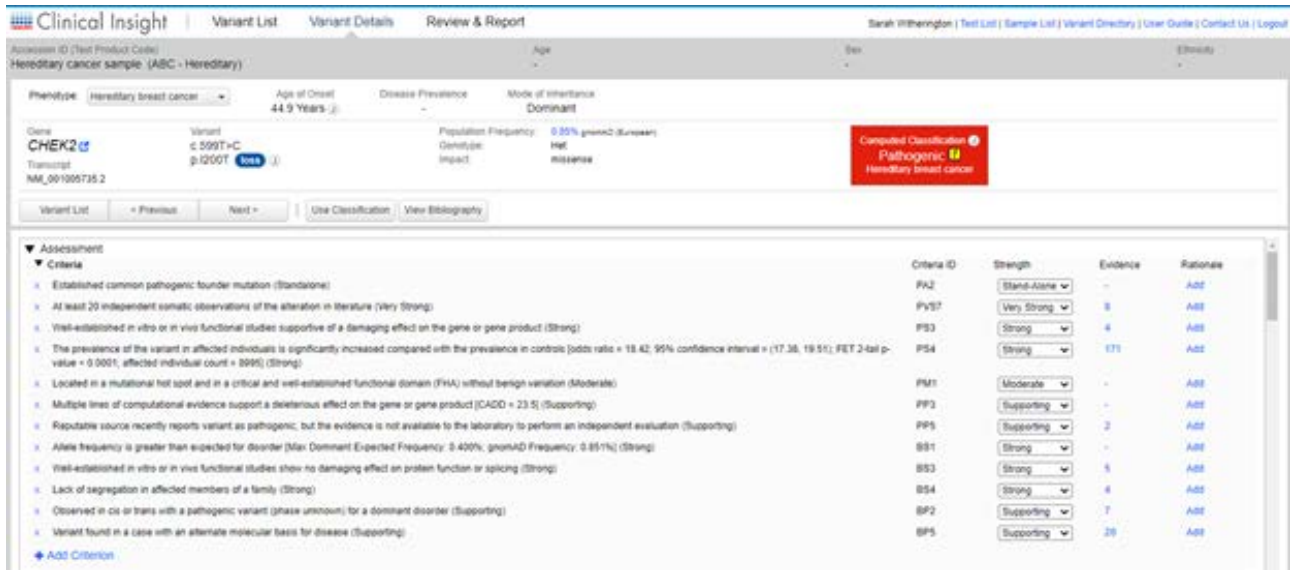 Clinical Insight | Variant List Variant Details Review & Report Sarah Witherington | Test List | Sample List | Variant Directory | User Guide | Contact Us | Logout
Accession ID (Test Product Code) Age Sex Ethnicity
Hereditary cancer sample (ABC - Hereditary) - - -
Phenotype Hereditary breast cancer Age of Onset Disease Prevalence Mode of Inheritance
44.9 Years - Dominant
Gene Variant Population Frequency 0.85% gnomAD (European)
CHEK2 c.599T>C Genotype Het
Transcript p.I200T loss Impact missense
NM_001005735.2
Computed Classification
Pathogenic
Hereditary breast cancer
Variant List < Previous Next > Use Classification View Bibliography
Assessment
Criteria Criteria ID Strength Evidence Rationale
x Established common pathogenic founder mutation (Standalone) PA2 Stand-Alone - Add
x At least 20 independent somatic observations of the alteration in literature (Very Strong) PVS7 Very Strong 8 Add
x Well-established in vitro or in vivo functional studies supportive of a damaging effect on the gene or gene product (Strong) PS3 Strong 4 Add
x The prevalence of the variant in affected individuals is significantly increased compared with the prevalence in controls [odds ratio = 18.42; 95% confidence interval = (17.38, 19.51); FET 2-tail p-
value = 0.0001; affected individual count = 8995] (Strong) PS4 Strong 171 Add
x Located in a mutational hot spot and in a critical and well-established functional domain (FHA) without benign variation (Moderate) PM1 Moderate - Add
x Multiple lines of computational evidence support a deleterious effect on the gene or gene product [CADD = 23.5] (Supporting) PP3 Supporting - Add
x Reputable source recently reports variant as pathogenic, but the evidence is not available to the laboratory to perform an independent evaluation (Supporting) PP5 Supporting 2 Add
x Allele frequency is greater than expected for disorder [Max Dominant Expected Frequency: 0.400%; gnomAD Frequency: 0.851%] (Strong) BS1 Strong - Add
x Well-established in vitro or in vivo functional studies show no damaging effect on protein function or splicing (Strong) BS3 Strong 5 Add
x Lack of segregation in affected members of a family (Strong) BS4 Strong 4 Add
x Observed in cis or trans with a pathogenic variant (phase unknown) for a dominant disorder (Supporting) BP2 Supporting 7 Add
x Variant found in a case with an alternate molecular basis for disease (Supporting) BP5 Supporting 26 Add
Add Criterion